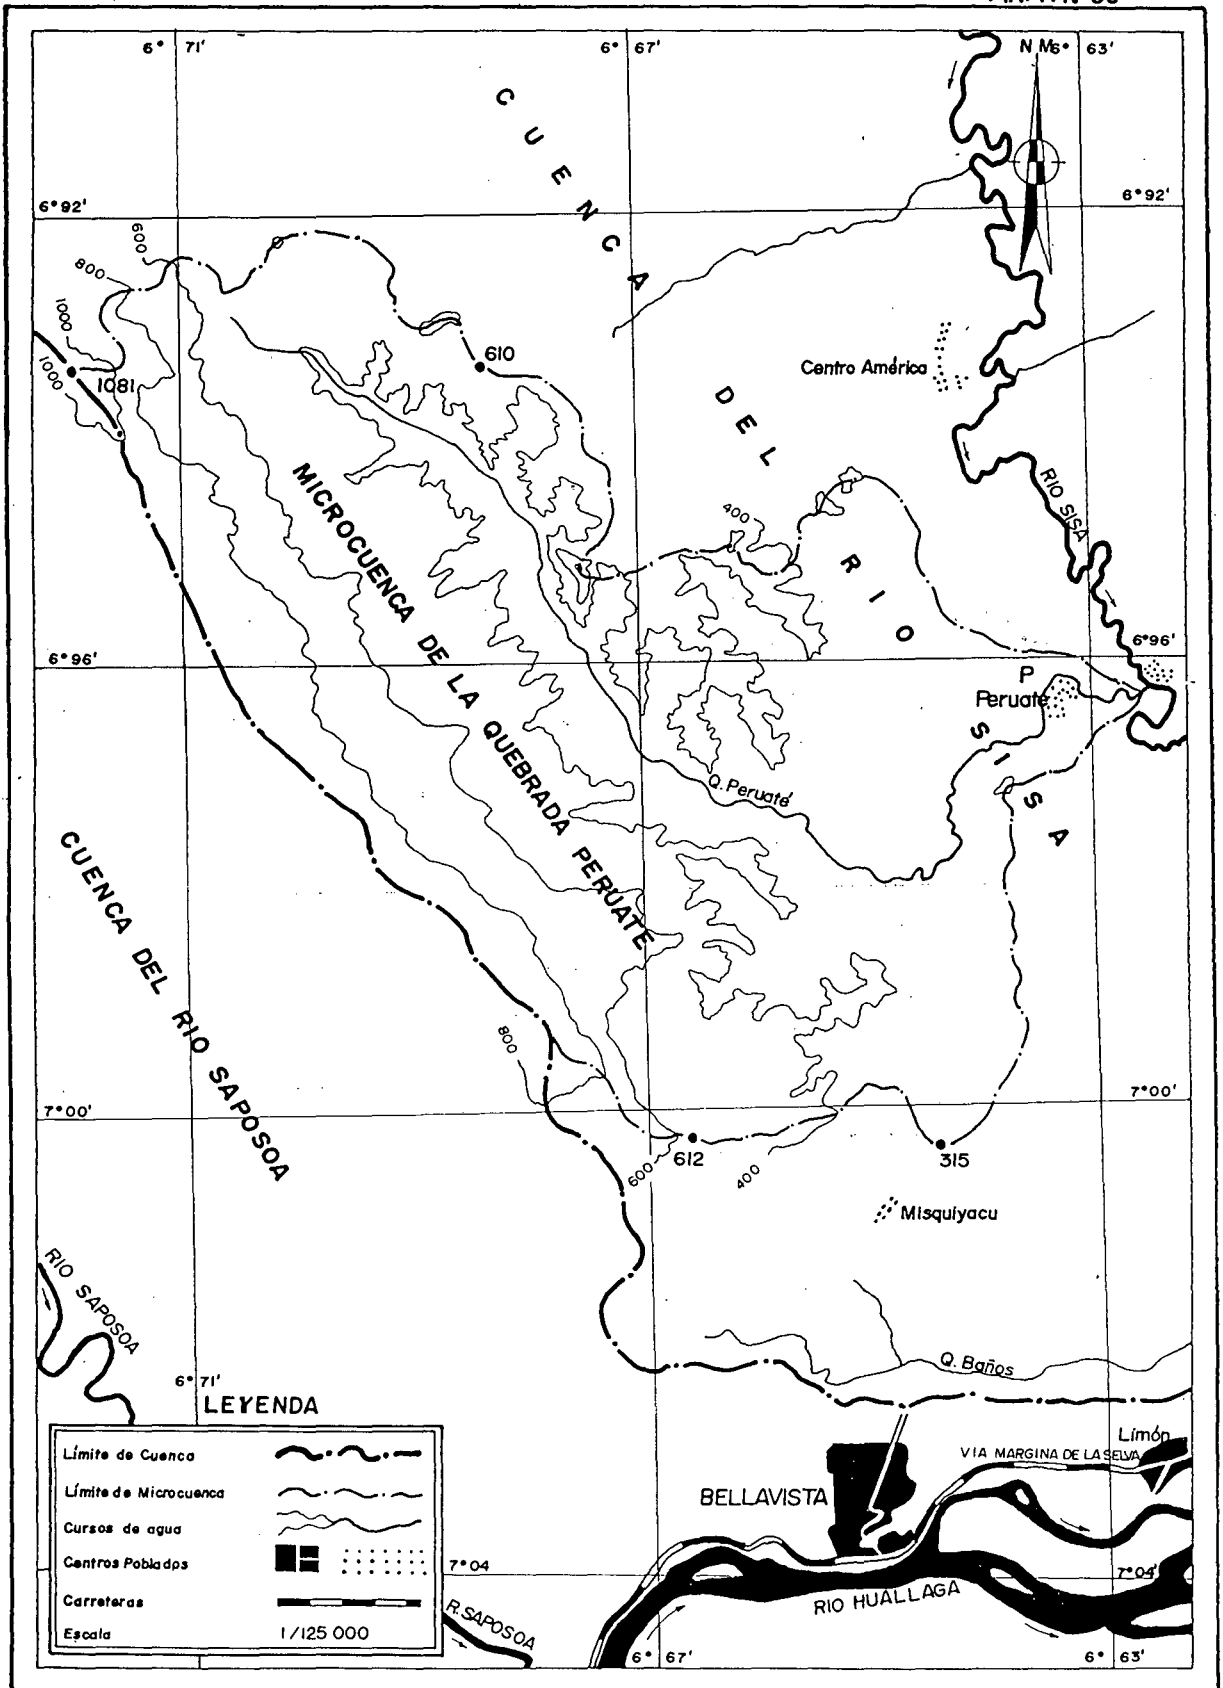 6° 71'
6° 67'
N M
6° 63'
CUENCA
6°92'
6°92'
600
800
1000
1000
1081
610
Centro América
DEL
MICROCUENCA DE LA QUEBRADA PERUATE
400
RIO SISA
RIO
6°96'
6°96'
P
Peruate
SISA
Q. Peruate
CUENCA DEL RIO SAPOSOA
800
7°00'
7°00'
612
600
400
315
Misquiyacu
RIO SAPOSOA
Q. Baños
6° 71'
LEYENDA
Límite de Cuenca
Límite de Microcuenca
Cursos de agua
Centros Poblados
Carreteras
Escala 1/125 000
Limón
VIA MARGINA DE LA SELVA
BELLAVISTA
7°04
7°04'
RIO HUALLAGA
R. SAPOSOA
6° 67'
6° 63'